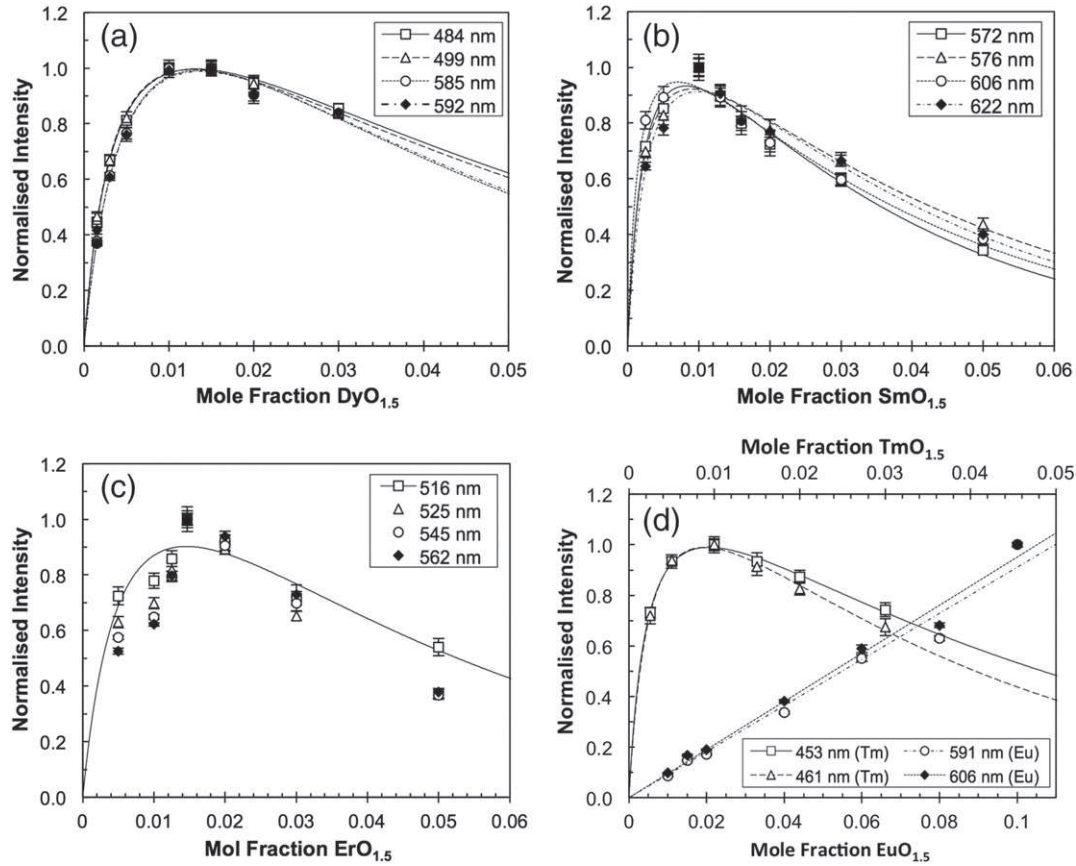 (a)
484 nm
499 nm
585 nm
592 nm
Normalised Intensity
1.2
1.0
0.8
0.6
0.4
0.2
0.0
0 0.01 0.02 0.03 0.04 0.05
Mole Fraction DyO1.5
(b)
572 nm
576 nm
606 nm
622 nm
Normalised Intensity
1.2
1.0
0.8
0.6
0.4
0.2
0.0
0 0.01 0.02 0.03 0.04 0.05 0.06
Mole Fraction SmO1.5
(c)
516 nm
525 nm
545 nm
562 nm
Normalised Intensity
1.2
1.0
0.8
0.6
0.4
0.2
0.0
0 0.01 0.02 0.03 0.04 0.05 0.06
Mol Fraction ErO1.5
Mole Fraction TmO1.5
0 0.01 0.02 0.03 0.04 0.05
(d)
Normalised Intensity
1.2
1.0
0.8
0.6
0.4
0.2
0.0
453 nm (Tm) 591 nm (Eu)
461 nm (Tm) 606 nm (Eu)
0 0.02 0.04 0.06 0.08 0.1
Mole Fraction EuO1.5